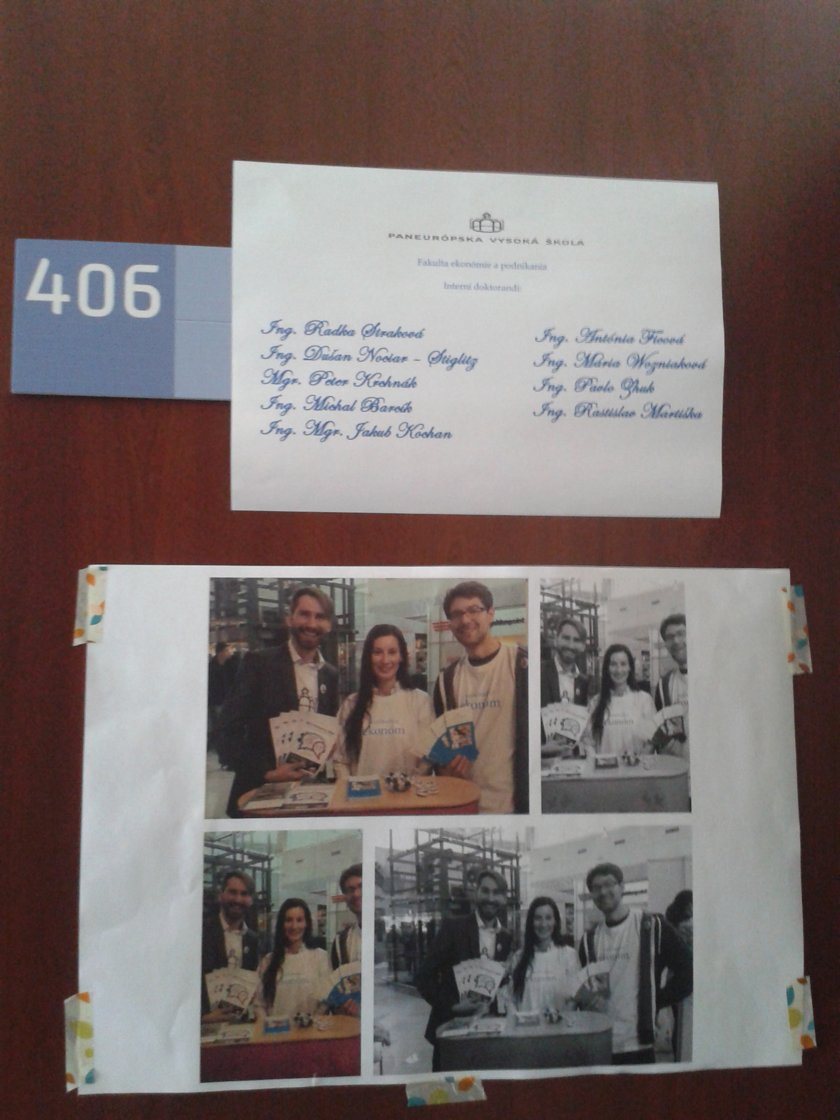 406
PANEURÓPSKA VYSOKÁ ŠKOLA
Fakulta ekonómie a podnikania
Interní doktorandi:
Ing. Radka Straková
Ing. Dušan Nociar – Stiglitz
Mgr. Peter Krchnák
Ing. Michal Barcík
Ing. Mgr. Jakub Kochan
Ing. Antónia Ficová
Ing. Mária Wozniaková
Ing. Pavlo Zhuk
Ing. Rastislav Martiška
ekonóm